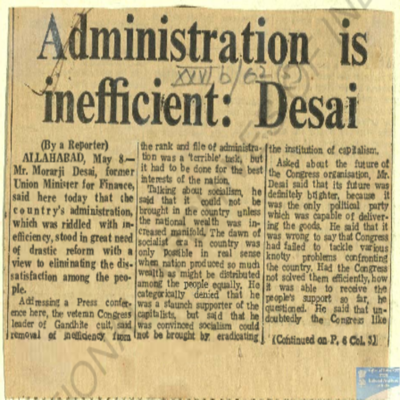 Administration is
inefficient: Desai
XXVI/6/62
(By a Reporter)
ALLAHABAD, May 8.—
Mr. Morarji Desai, former
Union Minister for Finance,
said here today that the
country's administration,
which was riddled with in-
efficiency, stood in great need
of drastic reform with a
view to eliminating the dis-
satisfaction among the peo-
ple.
Addressing a Press confer-
ence here, the veteran Congress
leader of Gandhite cult, said
removal of inefficiency from
the rank and file of administra-
tion was a 'terrible' task, but
it had to be done for the best
interests of the nation.
Talking about socialism, he
said that it could not be
brought in the country unless
the national wealth was in-
creased manifold. The dawn of
socialist era in country was
only possible in real sense
when nation produced so much
wealth as might be distributed
among the people equally. He
categorically denied that he
was a staunch supporter of the
capitalists, but said that he
was convinced socialism could
not be brought by eradicating
the institution of capitalism.
Asked about the future of
the Congress organisation, Mr.
Desai said that its future was
definitely brighter, because it
was the only political party
which was capable of deliver-
ing the goods. He said that it
was wrong to say that Congress
had failed to tackle various
knotty problems confronting
the country. Had the Congress
not solved them efficiently, how
it was able to receive the
people's support so far, he
questioned. He said that un-
doubtedly the Congress like
(Continued on P. 6 Col. 3)